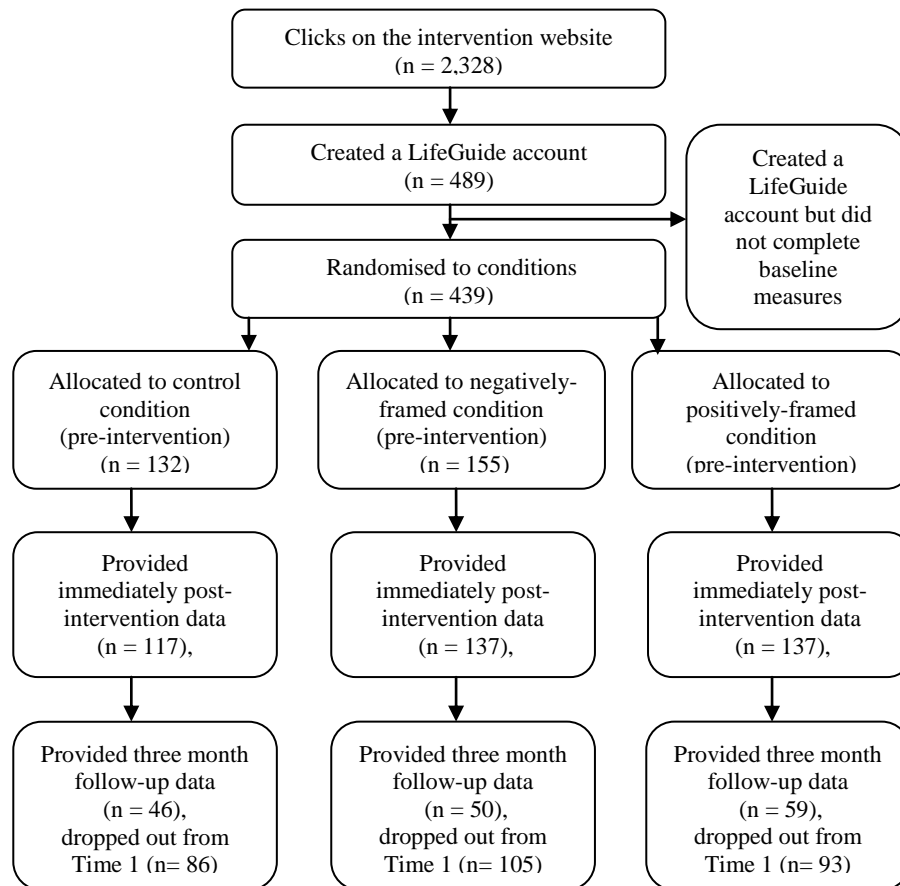 Clicks on the intervention website
(n = 2,328)
Created a LifeGuide account
(n = 489)
Created a
LifeGuide
account but did
not complete
baseline
measures
Randomised to conditions
(n = 439)
Allocated to control
condition
(pre-intervention)
(n = 132)
Allocated to negatively-
framed condition
(pre-intervention)
(n = 155)
Allocated to
positively-framed
condition
(pre-intervention)
Provided
immediately post-
intervention data
(n = 117),
Provided
immediately post-
intervention data
(n = 137),
Provided
immediately post-
intervention data
(n = 137),
Provided three month
follow-up data
(n = 46),
dropped out from
Time 1 (n= 86)
Provided three month
follow-up data
(n = 50),
dropped out from
Time 1 (n= 105)
Provided three month
follow-up data
(n = 59),
dropped out from
Time 1 (n= 93)